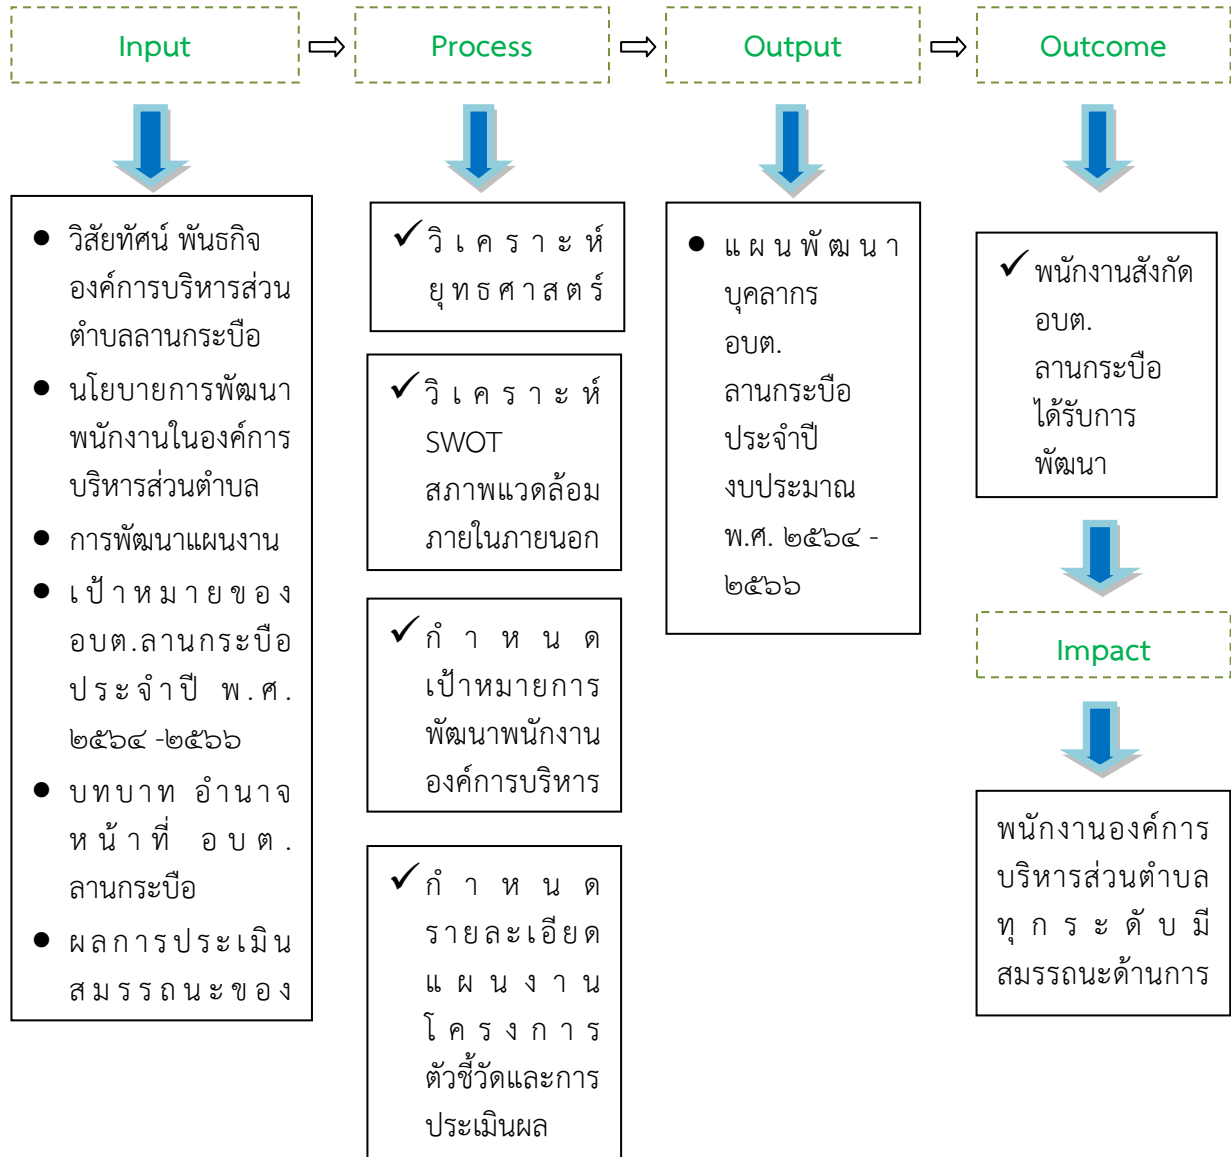 Input
Process
Output
Outcome
● วิสัยทัศน์ พันธกิจ
องค์การบริหารส่วน
ตำบลลานกระบือ
● นโยบายการพัฒนา
พนักงานในองค์การ
บริหารส่วนตำบล
● การพัฒนาแผนงาน
● เป้าหมายของ
อบต.ลานกระบือ
ประจำปี พ.ศ.
๒๕๖๔ -๒๕๖๖
● บทบาท อำนาจ
หน้าที่ อบต.
ลานกระบือ
● ผลการประเมิน
สมรรถนะของ
✓ วิเคราะห์
ยุทธศาสตร์
✓ วิเคราะห์
SWOT
สภาพแวดล้อม
ภายในภายนอก
✓ กำหนด
เป้าหมายการ
พัฒนาพนักงาน
องค์การบริหาร
✓ กำหนด
รายละเอียด
แผนงาน
โครงการ
ตัวชี้วัดและการ
ประเมินผล
● แผนพัฒนา
บุคลากร
อบต.
ลานกระบือ
ประจำปี
งบประมาณ
พ.ศ. ๒๕๖๔ -
๒๕๖๖
✓ พนักงานสังกัด
อบต.
ลานกระบือ
ได้รับการ
พัฒนา
Impact
พนักงานองค์การ
บริหารส่วนตำบล
ทุกระดับมี
สมรรถนะด้านการ